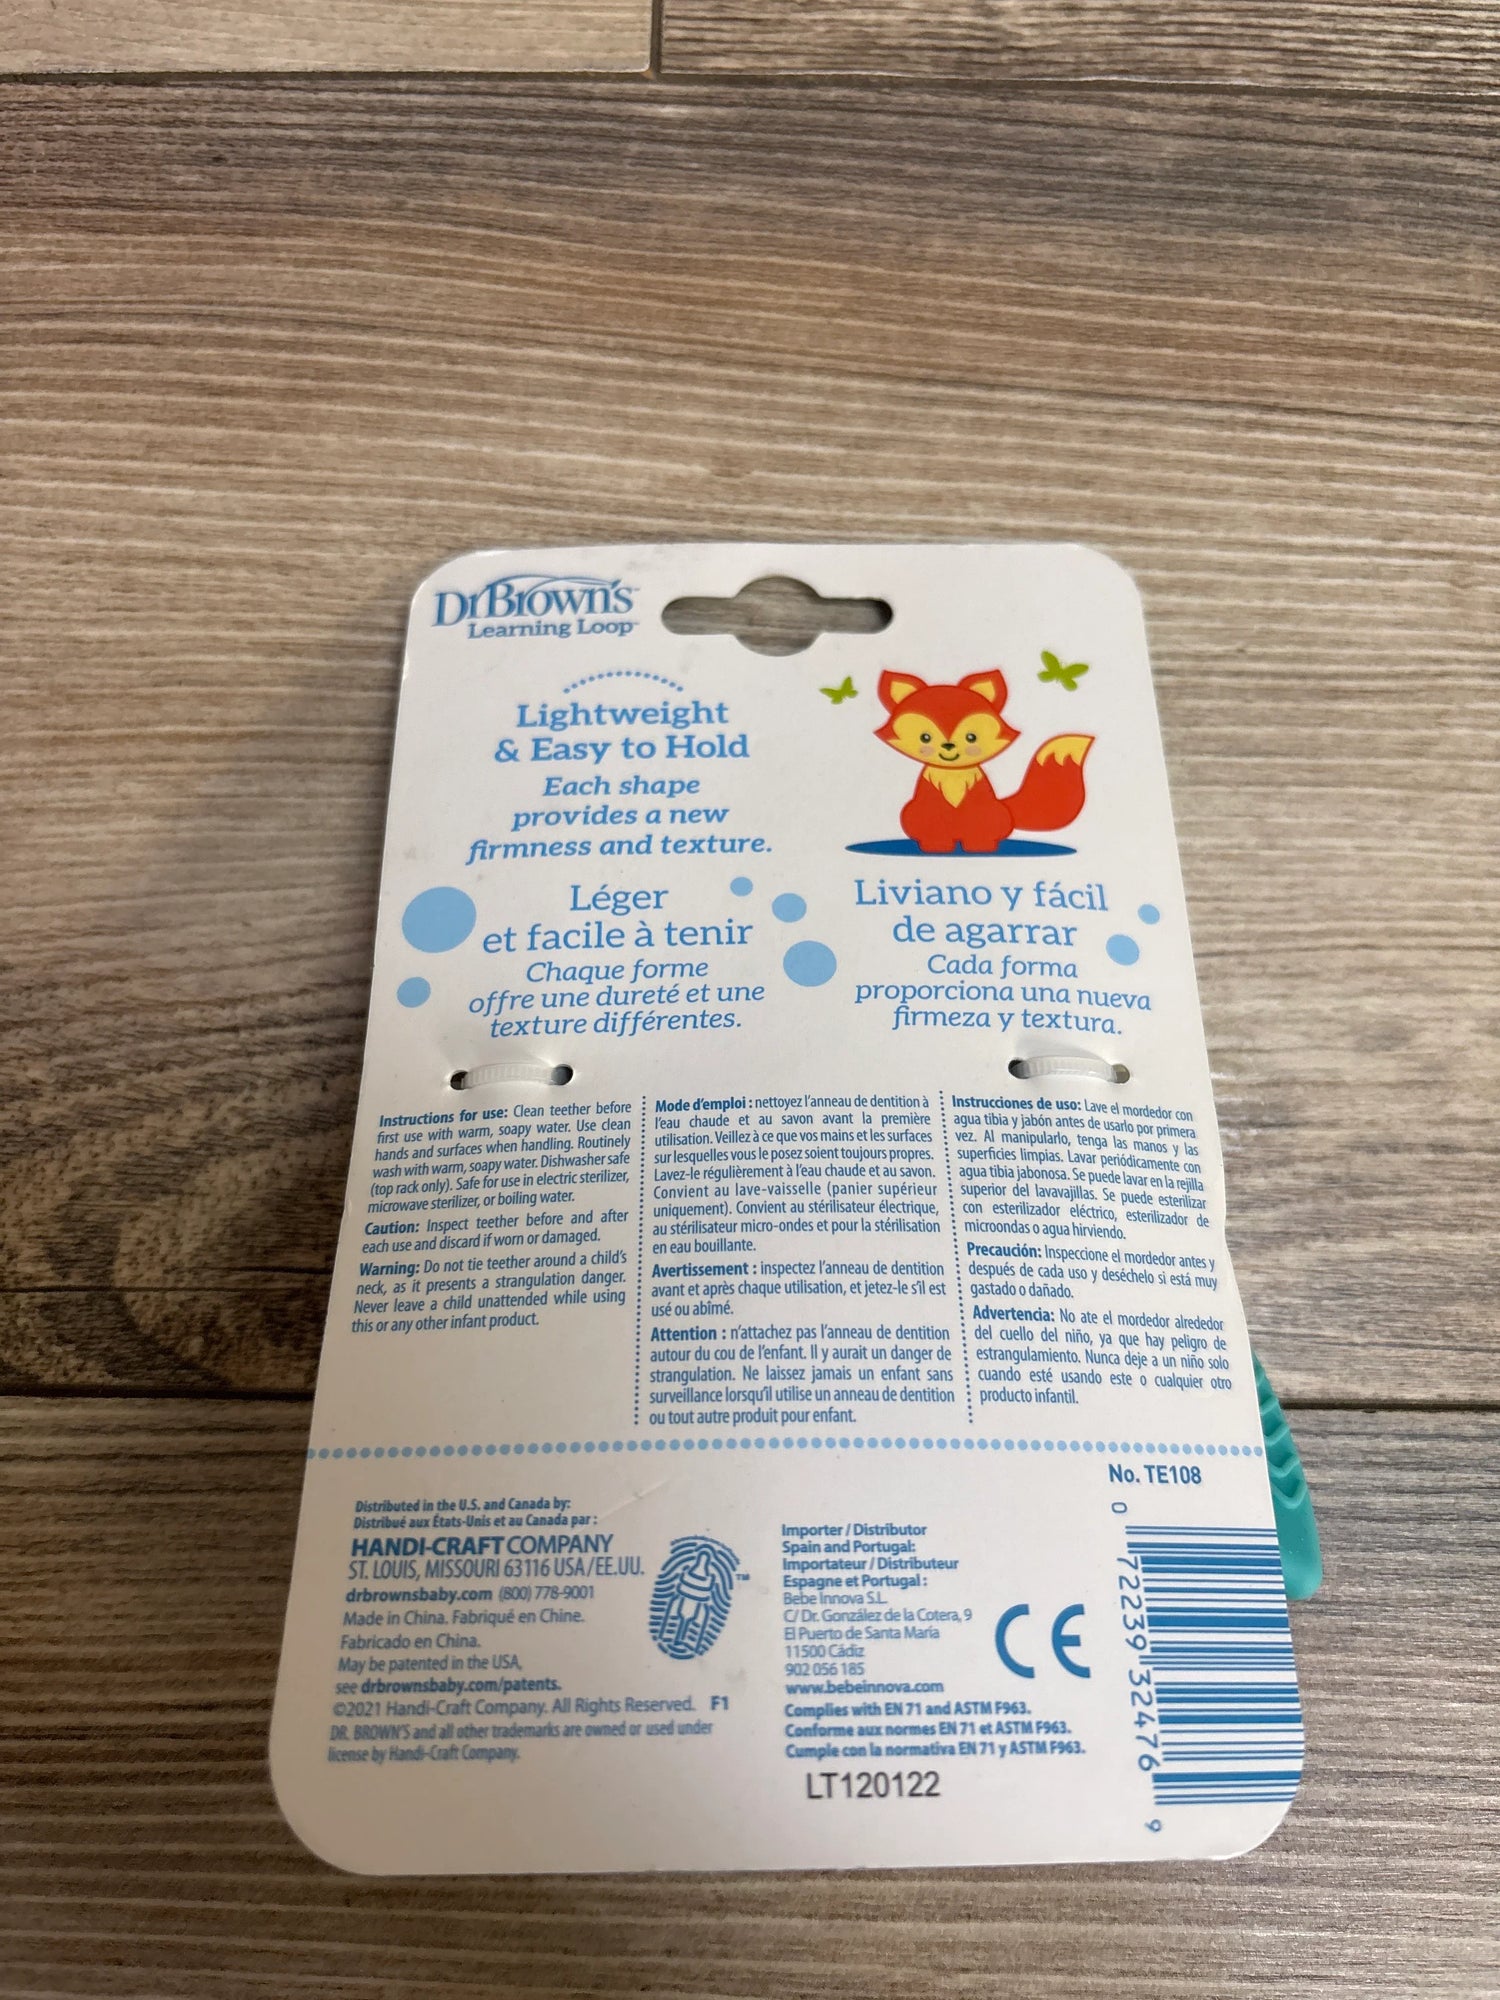 Dr Brown's
Learning Loop
Lightweight
& Easy to Hold
Each shape
provides a new
firmness and texture.
Léger
et facile à tenir
Chaque forme
offre une dureté et une
texture différentes.
Liviano y fácil
de agarrar
Cada forma
proporciona una nueva
firmeza y textura.
Instructions for use: Clean teether before
first use with warm, soapy water. Use clean
hands and surfaces when handling. Routinely
wash with warm, soapy water. Dishwasher safe
(top rack only). Safe for use in electric sterilizer,
microwave sterilizer, or boiling water.
Caution: Inspect teether before and after
each use and discard if worn or damaged.
Warning: Do not tie teether around a child's
neck, as it presents a strangulation danger.
Never leave a child unattended while using
this or any other infant product.
Mode d'emploi : nettoyez l'anneau de dentition à
l'eau chaude et au savon avant la première
utilisation. Veillez à ce que vos mains et les surfaces
sur lesquelles vous le posez soient toujours propres.
Lavez-le régulièrement à l'eau chaude et au savon.
Convient au lave-vaisselle (panier supérieur
uniquement). Convient au stérilisateur électrique,
au stérilisateur micro-ondes et pour la stérilisation
en eau bouillante.
Avertissement : inspectez l'anneau de dentition
avant et après chaque utilisation, et jetez-le s'il est
usé ou abîmé.
Attention : n'attachez pas l'anneau de dentition
autour du cou de l'enfant. Il y aurait un danger de
strangulation. Ne laissez jamais un enfant sans
surveillance lorsqu'il utilise un anneau de dentition
ou tout autre produit pour enfant.
Instrucciones de uso: Lave el mordedor con
agua tibia y jabón antes de usarlo por primera
vez. Al manipularlo, tenga las manos y las
superficies limpias. Lavar periódicamente con
agua tibia jabonosa. Se puede lavar en la rejilla
superior del lavavajillas. Se puede esterilizar
con esterilizador eléctrico, esterilizador de
microondas o agua hirviendo.
Precaución: Inspeccione el mordedor antes y
después de cada uso y deséchelo si está muy
gastado o dañado.
Advertencia: No ate el mordedor alrededor
del cuello del niño, ya que hay peligro de
estrangulamiento. Nunca deje a un niño solo
cuando esté usando este o cualquier otro
producto infantil.
Distributed in the U.S. and Canada by:
Distribué aux États-Unis et au Canada par :
HANDI-CRAFT COMPANY
ST. LOUIS, MISSOURI 63116 USA/EE.UU.
drbrownsbaby.com (800) 778-9001
Made in China. Fabriqué en Chine.
Fabricado en China.
May be patented in the USA,
see drbrownsbaby.com/patents.
©2021 Handi-Craft Company. All Rights Reserved. F1
DR. BROWN'S and all other trademarks are owned or used under
license by Handi-Craft Company.
TM
Importer / Distributor
Spain and Portugal:
Importateur / Distributeur
Espagne et Portugal :
Bebe Innova S.L.
C/ Dr. González de la Cotera, 9
El Puerto de Santa María
11500 Cádiz
902 056 185
www.bebeinnova.com
Complies with EN 71 and ASTM F963.
Conforme aux normes EN 71 et ASTM F963.
Cumple con la normativa EN 71 y ASTM F963.
LT120122
CE
No. TE108
0 72239 32476 9